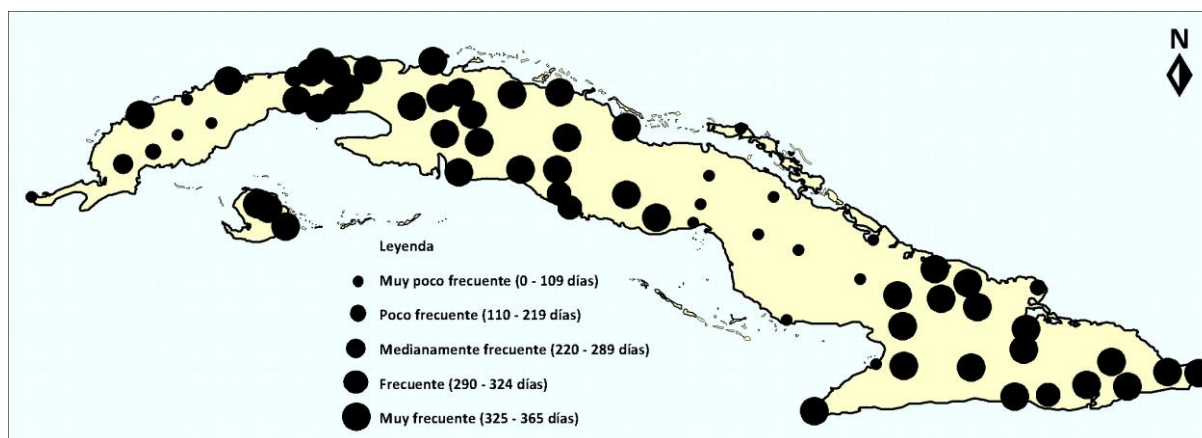 N
Leyenda
Muy poco frecuente (0 - 109 días)
Poco frecuente (110 - 219 días)
Medianamente frecuente (220 - 289 días)
Frecuente (290 - 324 días)
Muy frecuente (325 - 365 días)